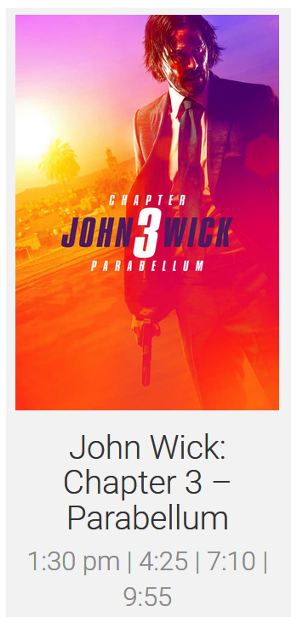 CHAPTER
JOHN 3 WICK
PARABELLUM
John Wick:
Chapter 3 –
Parabellum
1:30 pm | 4:25 | 7:10 |
9:55